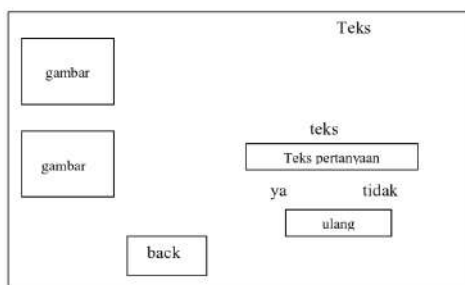 Teks
gambar
teks
Teks pertanyaan
gambar
ya tidak
ulang
back